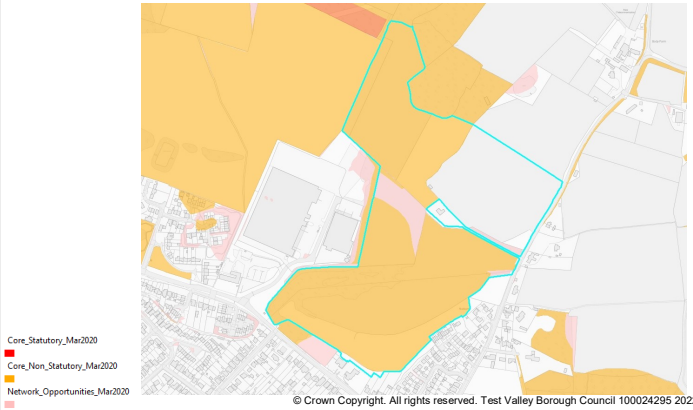 Core_Statutory_Mar2020
Core_Non_Statutory_Mar2020
Network_Opportunities_Mar2020
© Crown Copyright. All rights reserved. Test Valley Borough Council 100024295 202